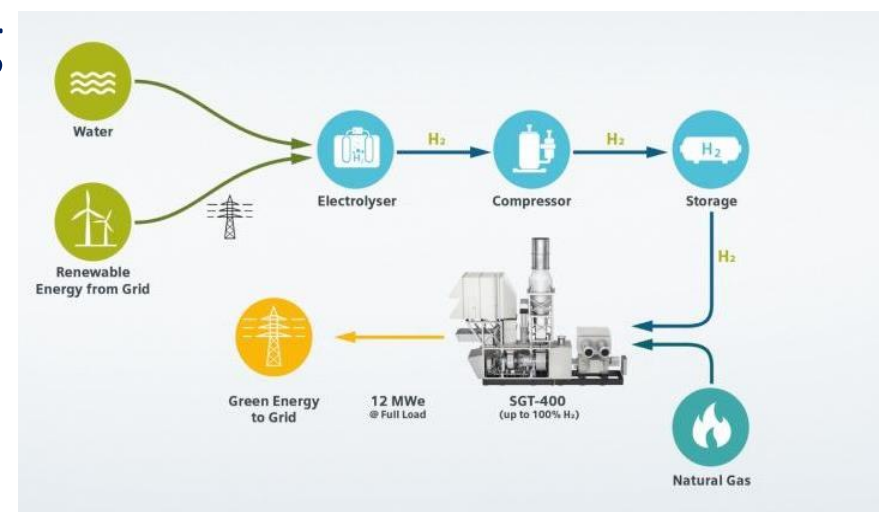 Water
Renewable
Energy from Grid
H₂
Electrolyser
H₂
Compressor
H₂
H₂
Storage
H₂
Green Energy
to Grid
12 MWe
@ Full Load
SGT-400
(up to 100% H₂)
Natural Gas